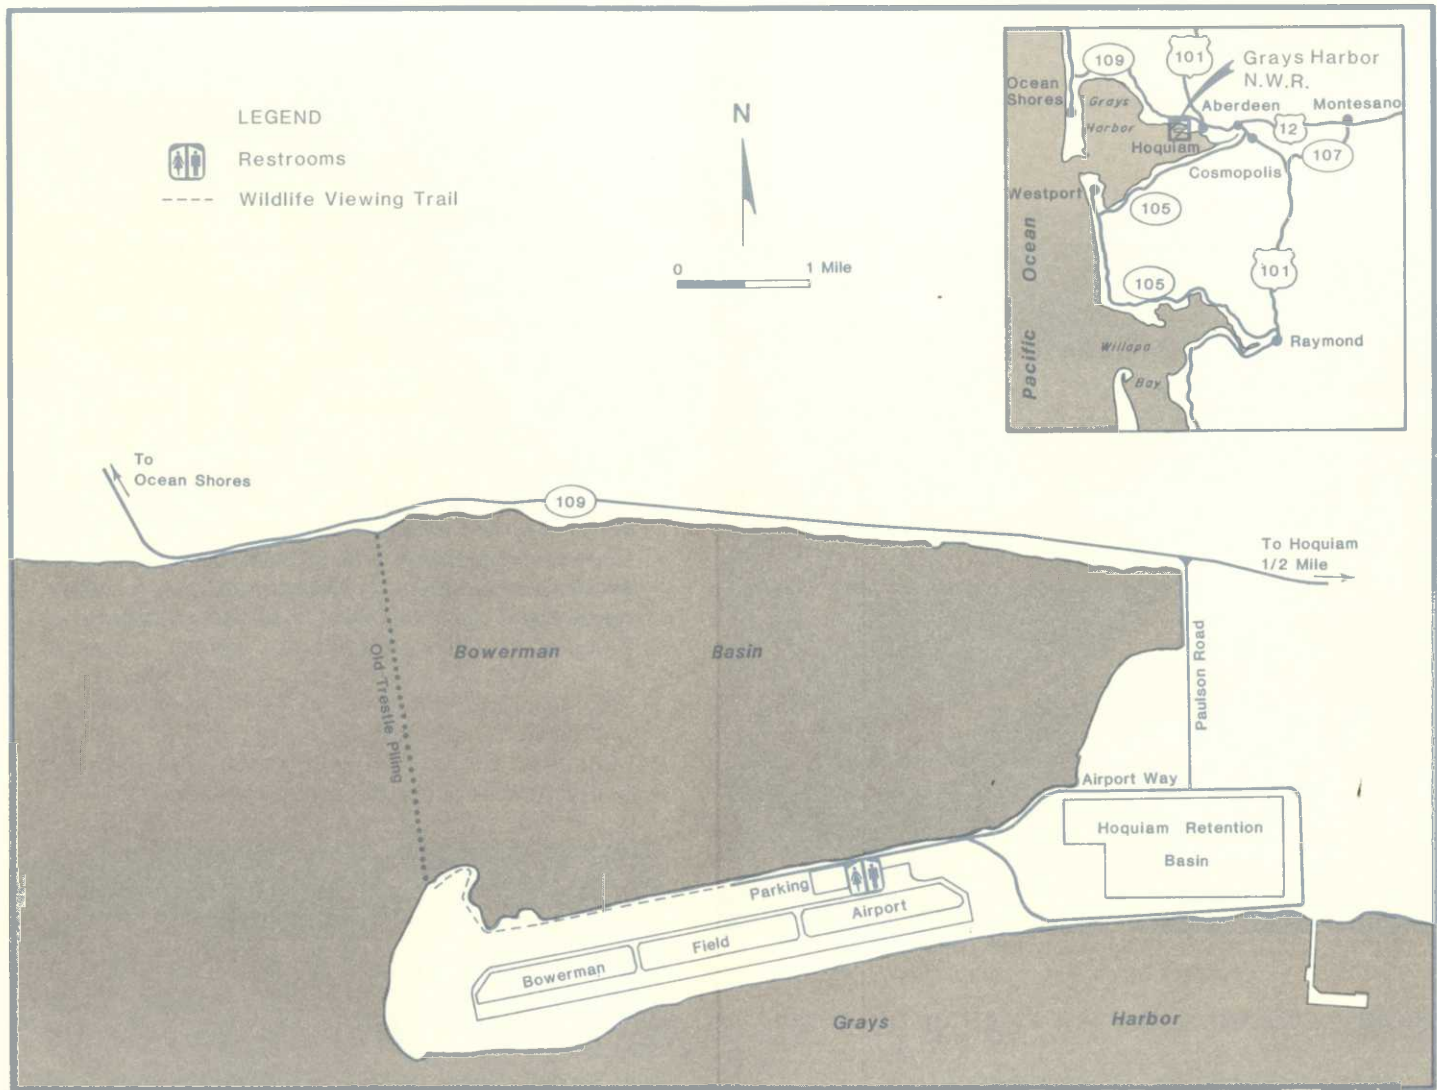 LEGEND
Restrooms
Wildlife Viewing Trail
N
0 1 Mile
109
101
Grays Harbor
N.W.R.
Ocean
Shores
Grays
Harbor
Aberdeen
Montesano
12
Hoquiam
107
Cosmopolis
Westport
105
Pacific Ocean
101
105
Willapa
Bay
Raymond
To
Ocean Shores
109
To Hoquiam
1/2 Mile
Old Trestle Piling
Bowerman Basin
Paulson Road
Airport Way
Hoquiam Retention
Basin
Parking
Bowerman Field Airport
Grays Harbor